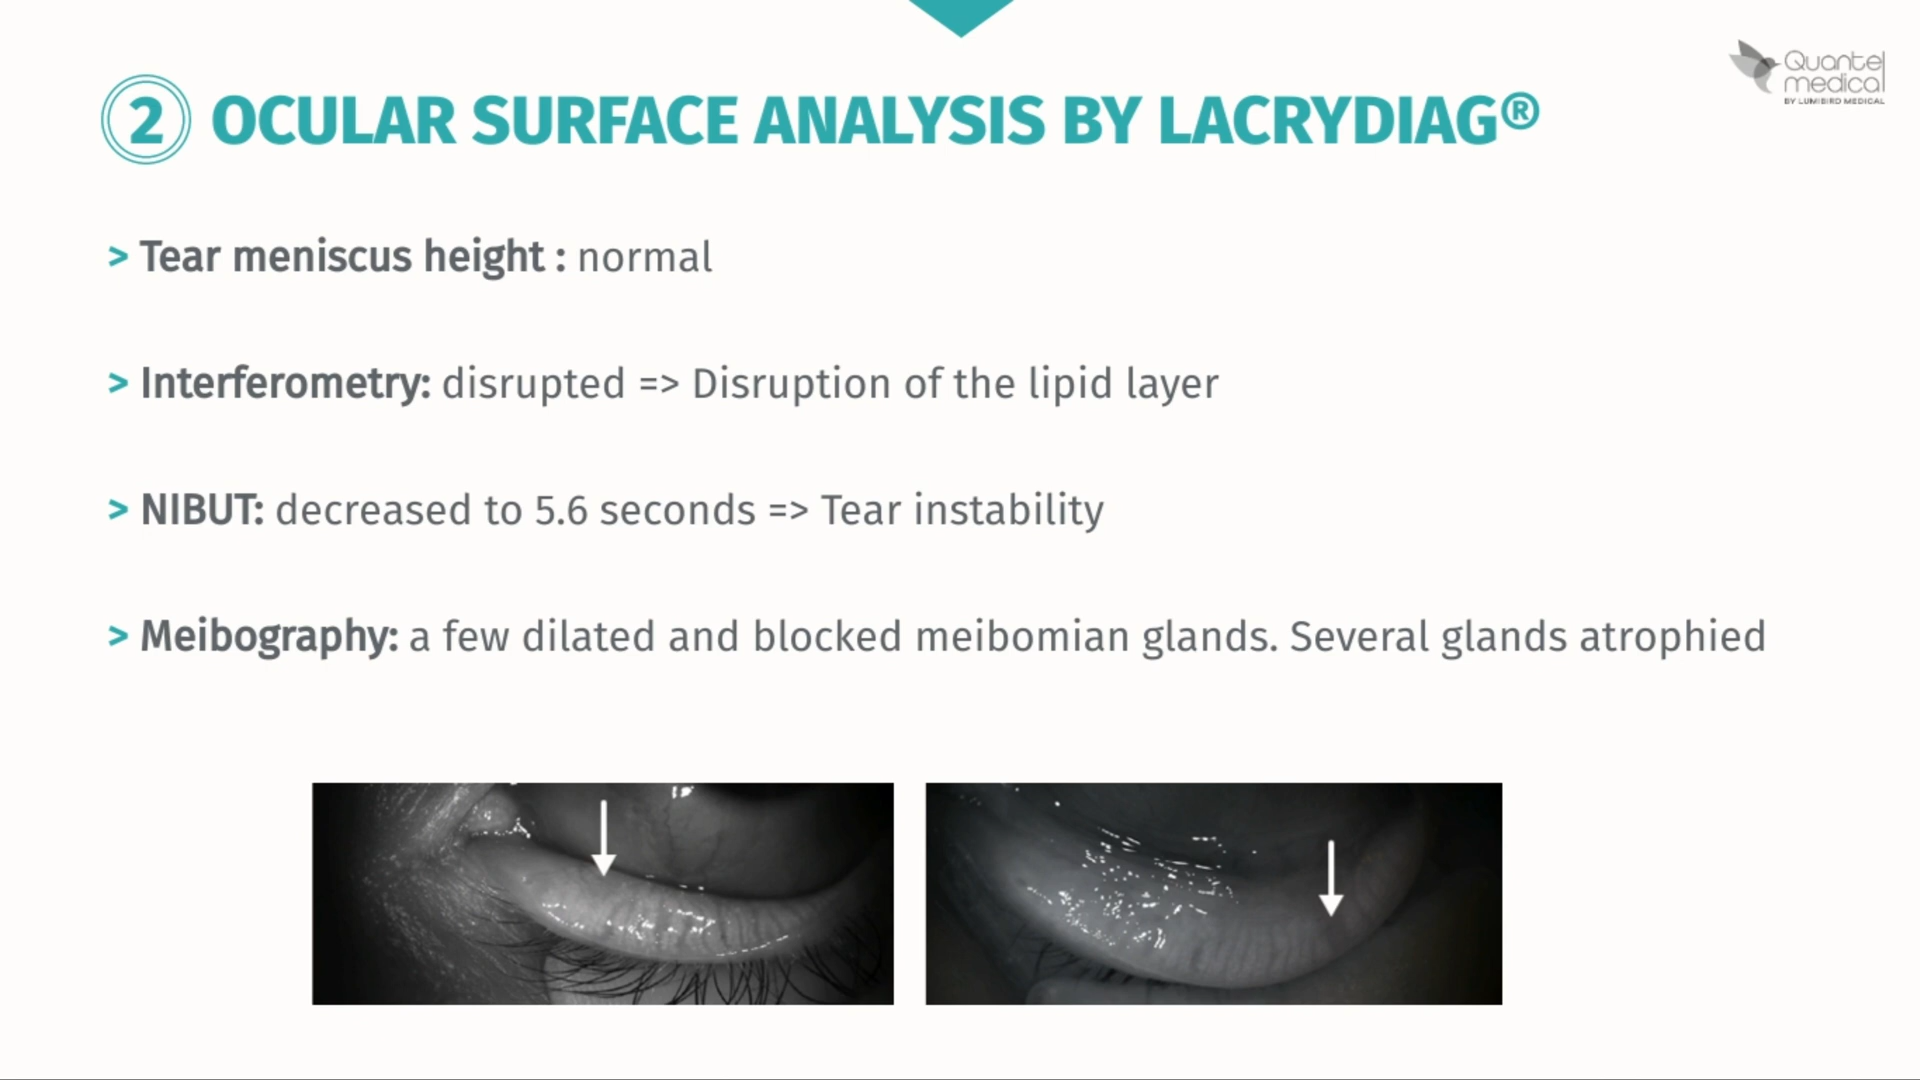 Quantel
medical
BY LUMIBIRD MEDICAL
2 OCULAR SURFACE ANALYSIS BY LACRYDIAG®
> Tear meniscus height : normal
> Interferometry: disrupted => Disruption of the lipid layer
> NIBUT: decreased to 5.6 seconds => Tear instability
> Meibography: a few dilated and blocked meibomian glands. Several glands atrophied